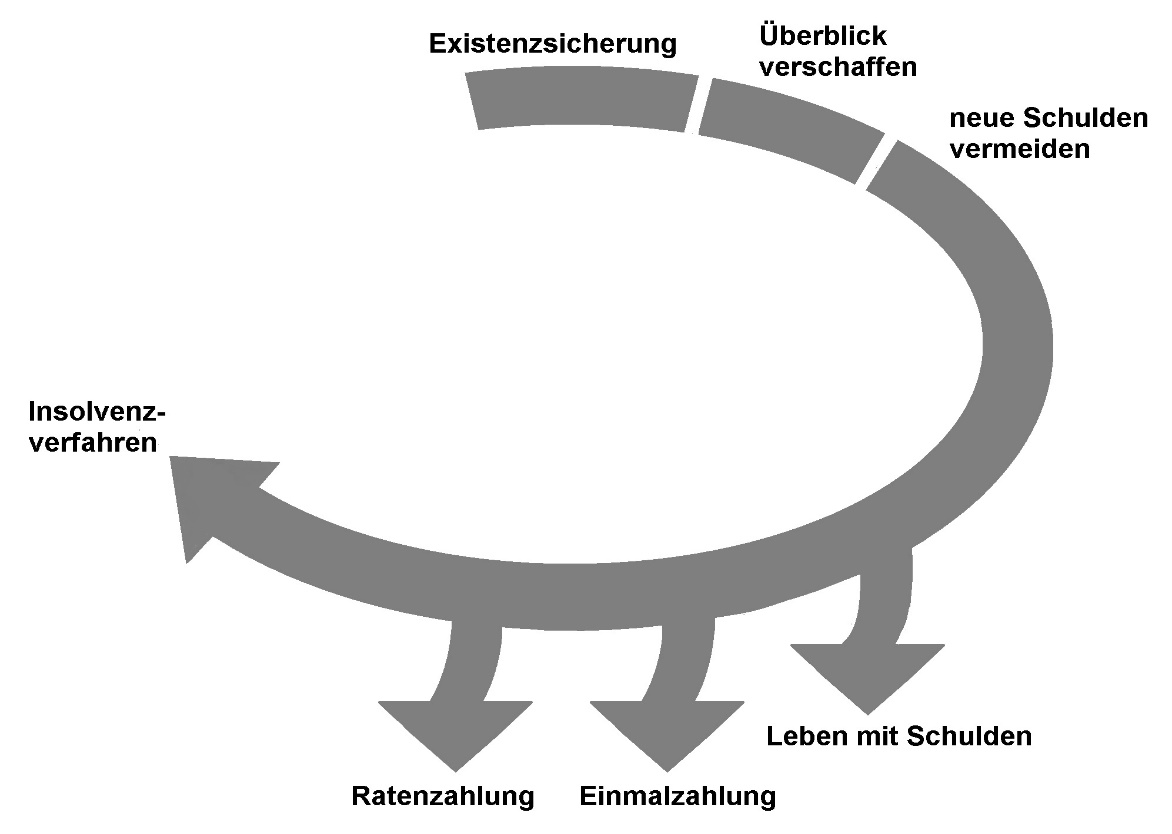 Existenzsicherung
Überblick
verschaffen
neue Schulden
vermeiden
Insolvenz-
verfahren
Leben mit Schulden
Ratenzahlung
Einmalzahlung